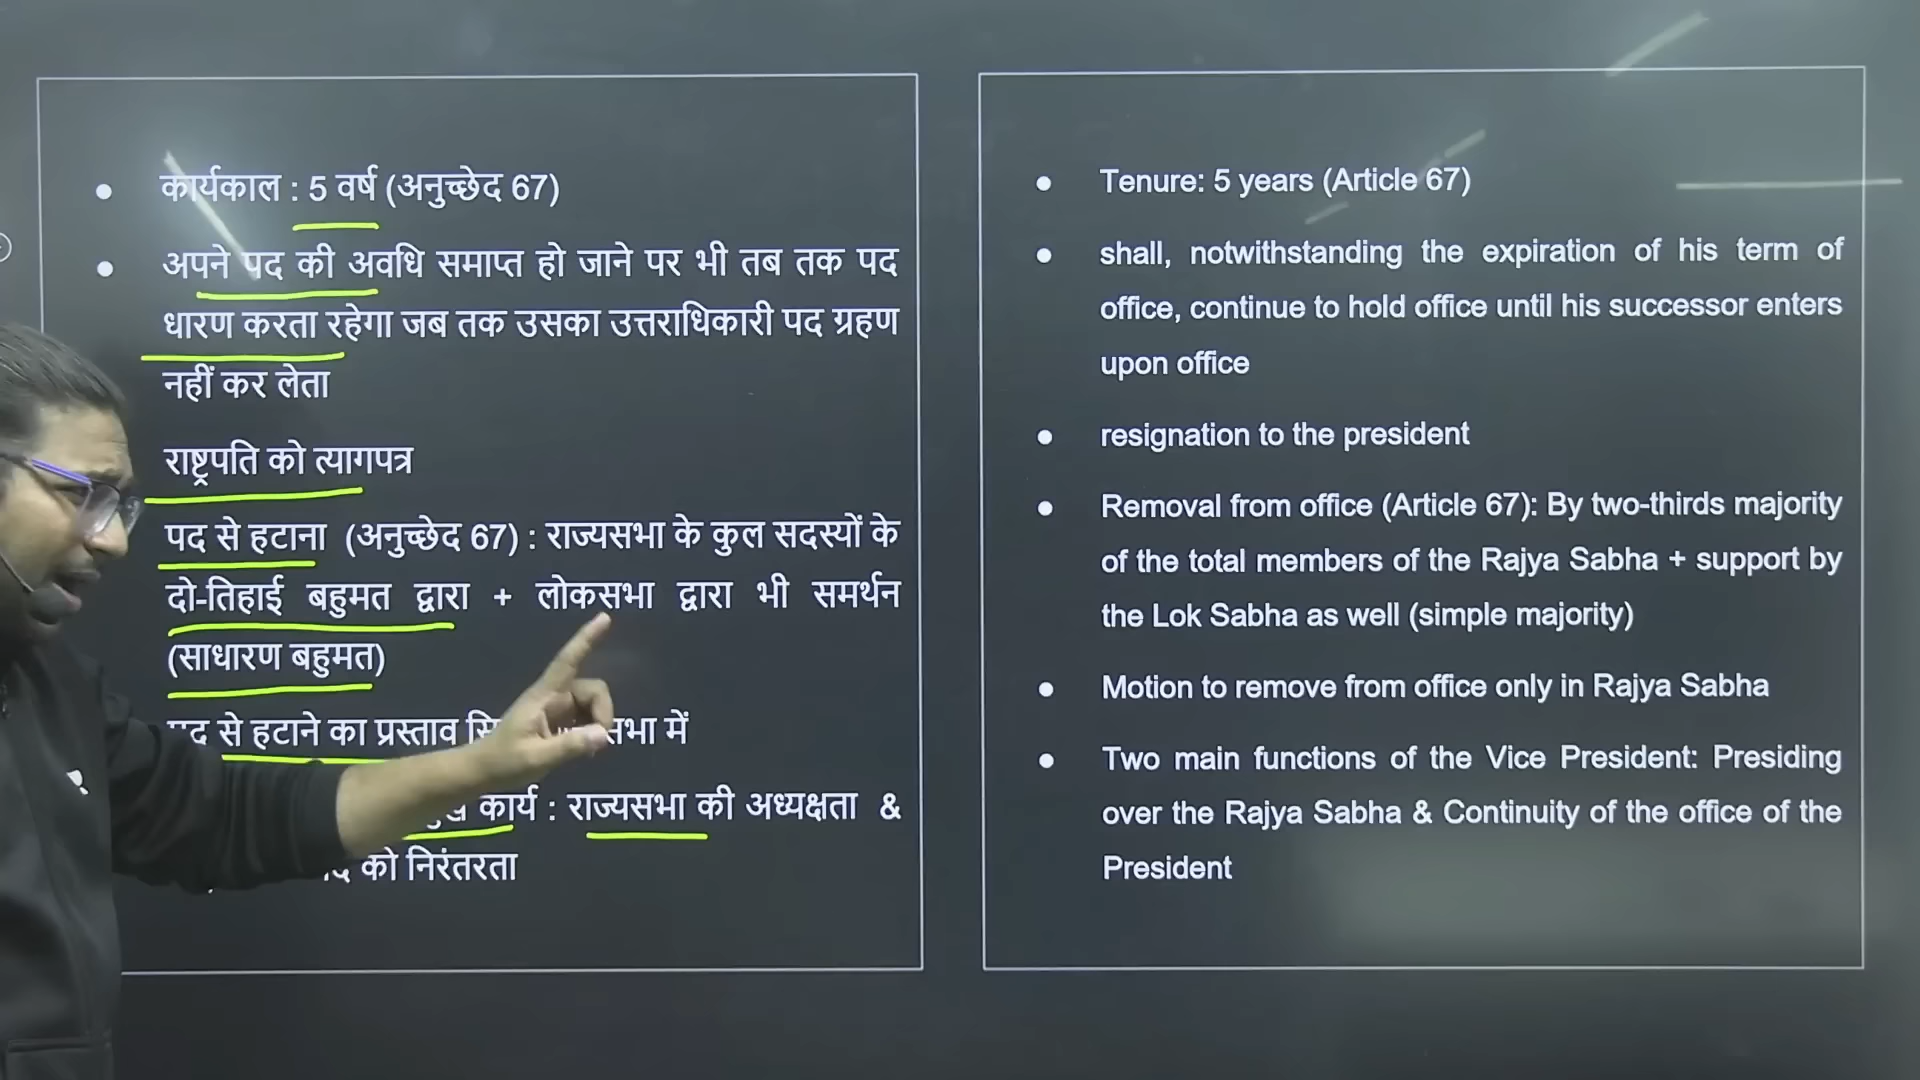 कार्यकाल : 5 वर्ष (अनुच्छेद 67)
अपने पद की अवधि समाप्त हो जाने पर भी तब तक पद
धारण करता रहेगा जब तक उसका उत्तराधिकारी पद ग्रहण
नहीं कर लेता
राष्ट्रपति को त्यागपत्र
पद से हटाना (अनुच्छेद 67) : राज्यसभा के कुल सदस्यों के
दो-तिहाई बहुमत द्वारा + लोकसभा द्वारा भी समर्थन
(साधारण बहुमत)
से हटाने का प्रस्ताव में
कार्य : राज्यसभा की अध्यक्षता &
को निरंतरता
Tenure: 5 years (Article 67)
shall, notwithstanding the expiration of his term of
office, continue to hold office until his successor enters
upon office
resignation to the president
Removal from office (Article 67): By two-thirds majority
of the total members of the Rajya Sabha + support by
the Lok Sabha as well (simple majority)
Motion to remove from office only in Rajya Sabha
Two main functions of the Vice President: Presiding
over the Rajya Sabha & Continuity of the office of the
President